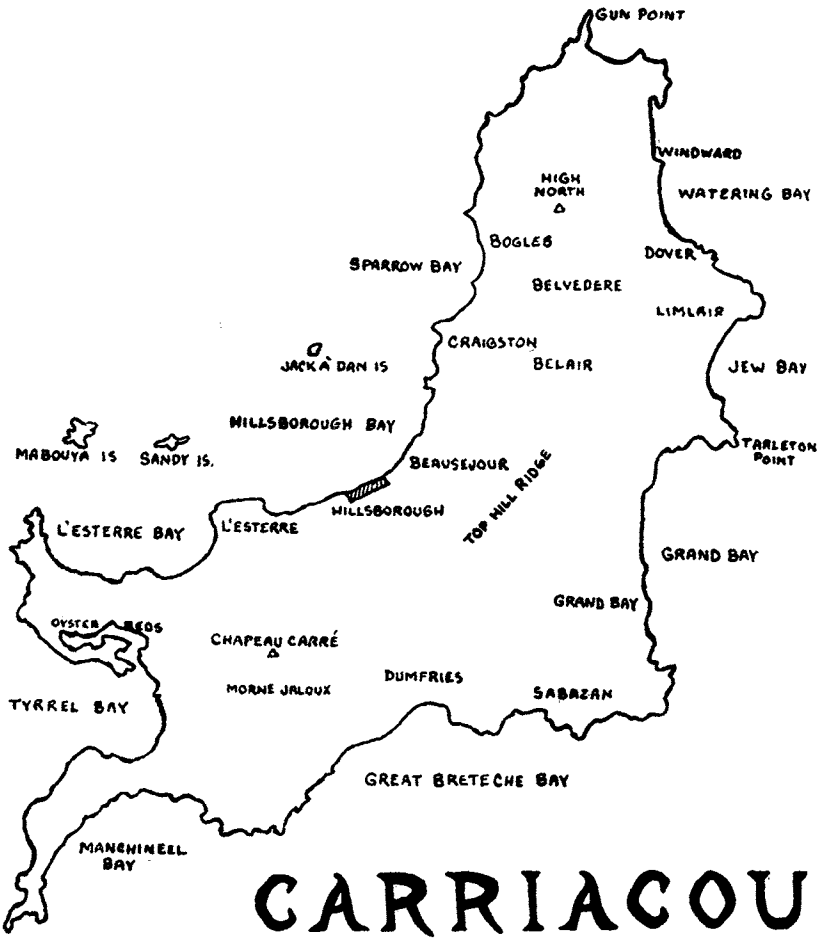 GUN POINT
WINDWARD
HIGH
NORTH
WATERING BAY
BOGLES
DOVER
SPARROW BAY
BELVEDERE
LIMLAIR
CRAIGSTON
JACK À DAN IS
BELAIR
JEW BAY
HILLSBOROUGH BAY
TARLETON
POINT
MABOUYA IS
SANDY IS.
BEAUSEJOUR
TOP HILL RIDGE
HILLSBOROUGH
L'ESTERRE BAY
L'ESTERRE
GRAND BAY
GRAND BAY
OYSTER BEDS
CHAPEAU CARRÉ
DUMFRIES
MORNE JALOUX
SABAZAN
TYRREL BAY
GREAT BRETECHE BAY
MANCHINEEL
BAY
CARRIACOU